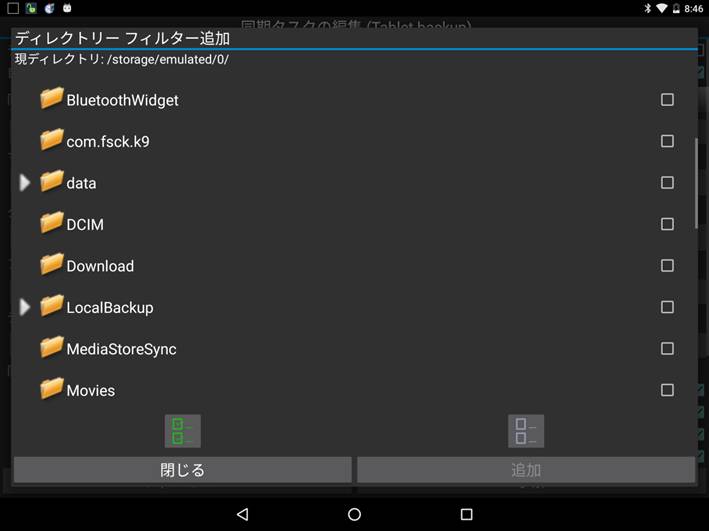 8:46
同期タスクの編集 (Tablet backup)
ディレクトリー フィルター追加
現ディレクトリ: /storage/emulated/0/
BluetoothWidget
com.fsck.k9
data
DCIM
Download
LocalBackup
MediaStoreSync
Movies
閉じる
追加